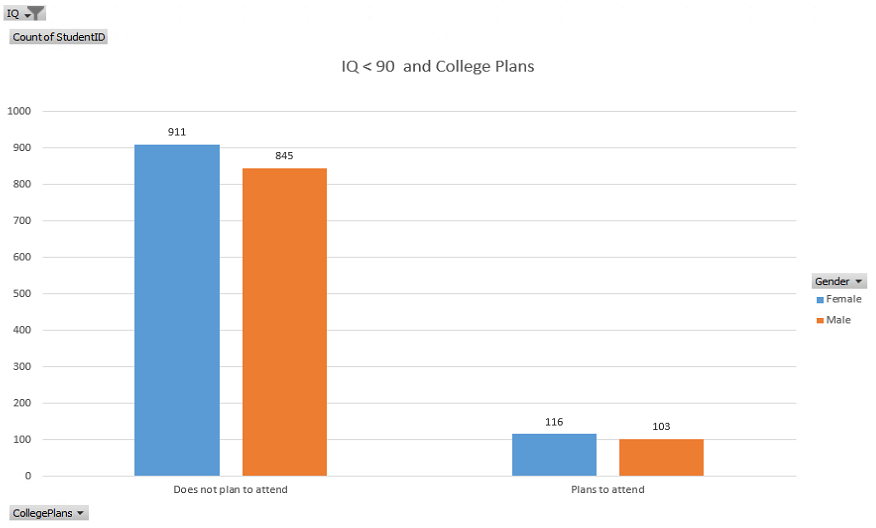 IQ
Count of StudentID
IQ < 90 and College Plans
1000
900
800
700
600
500
400
300
200
100
0
911
845
116
103
Does not plan to attend
Plans to attend
Gender
Female
Male
CollegePlans